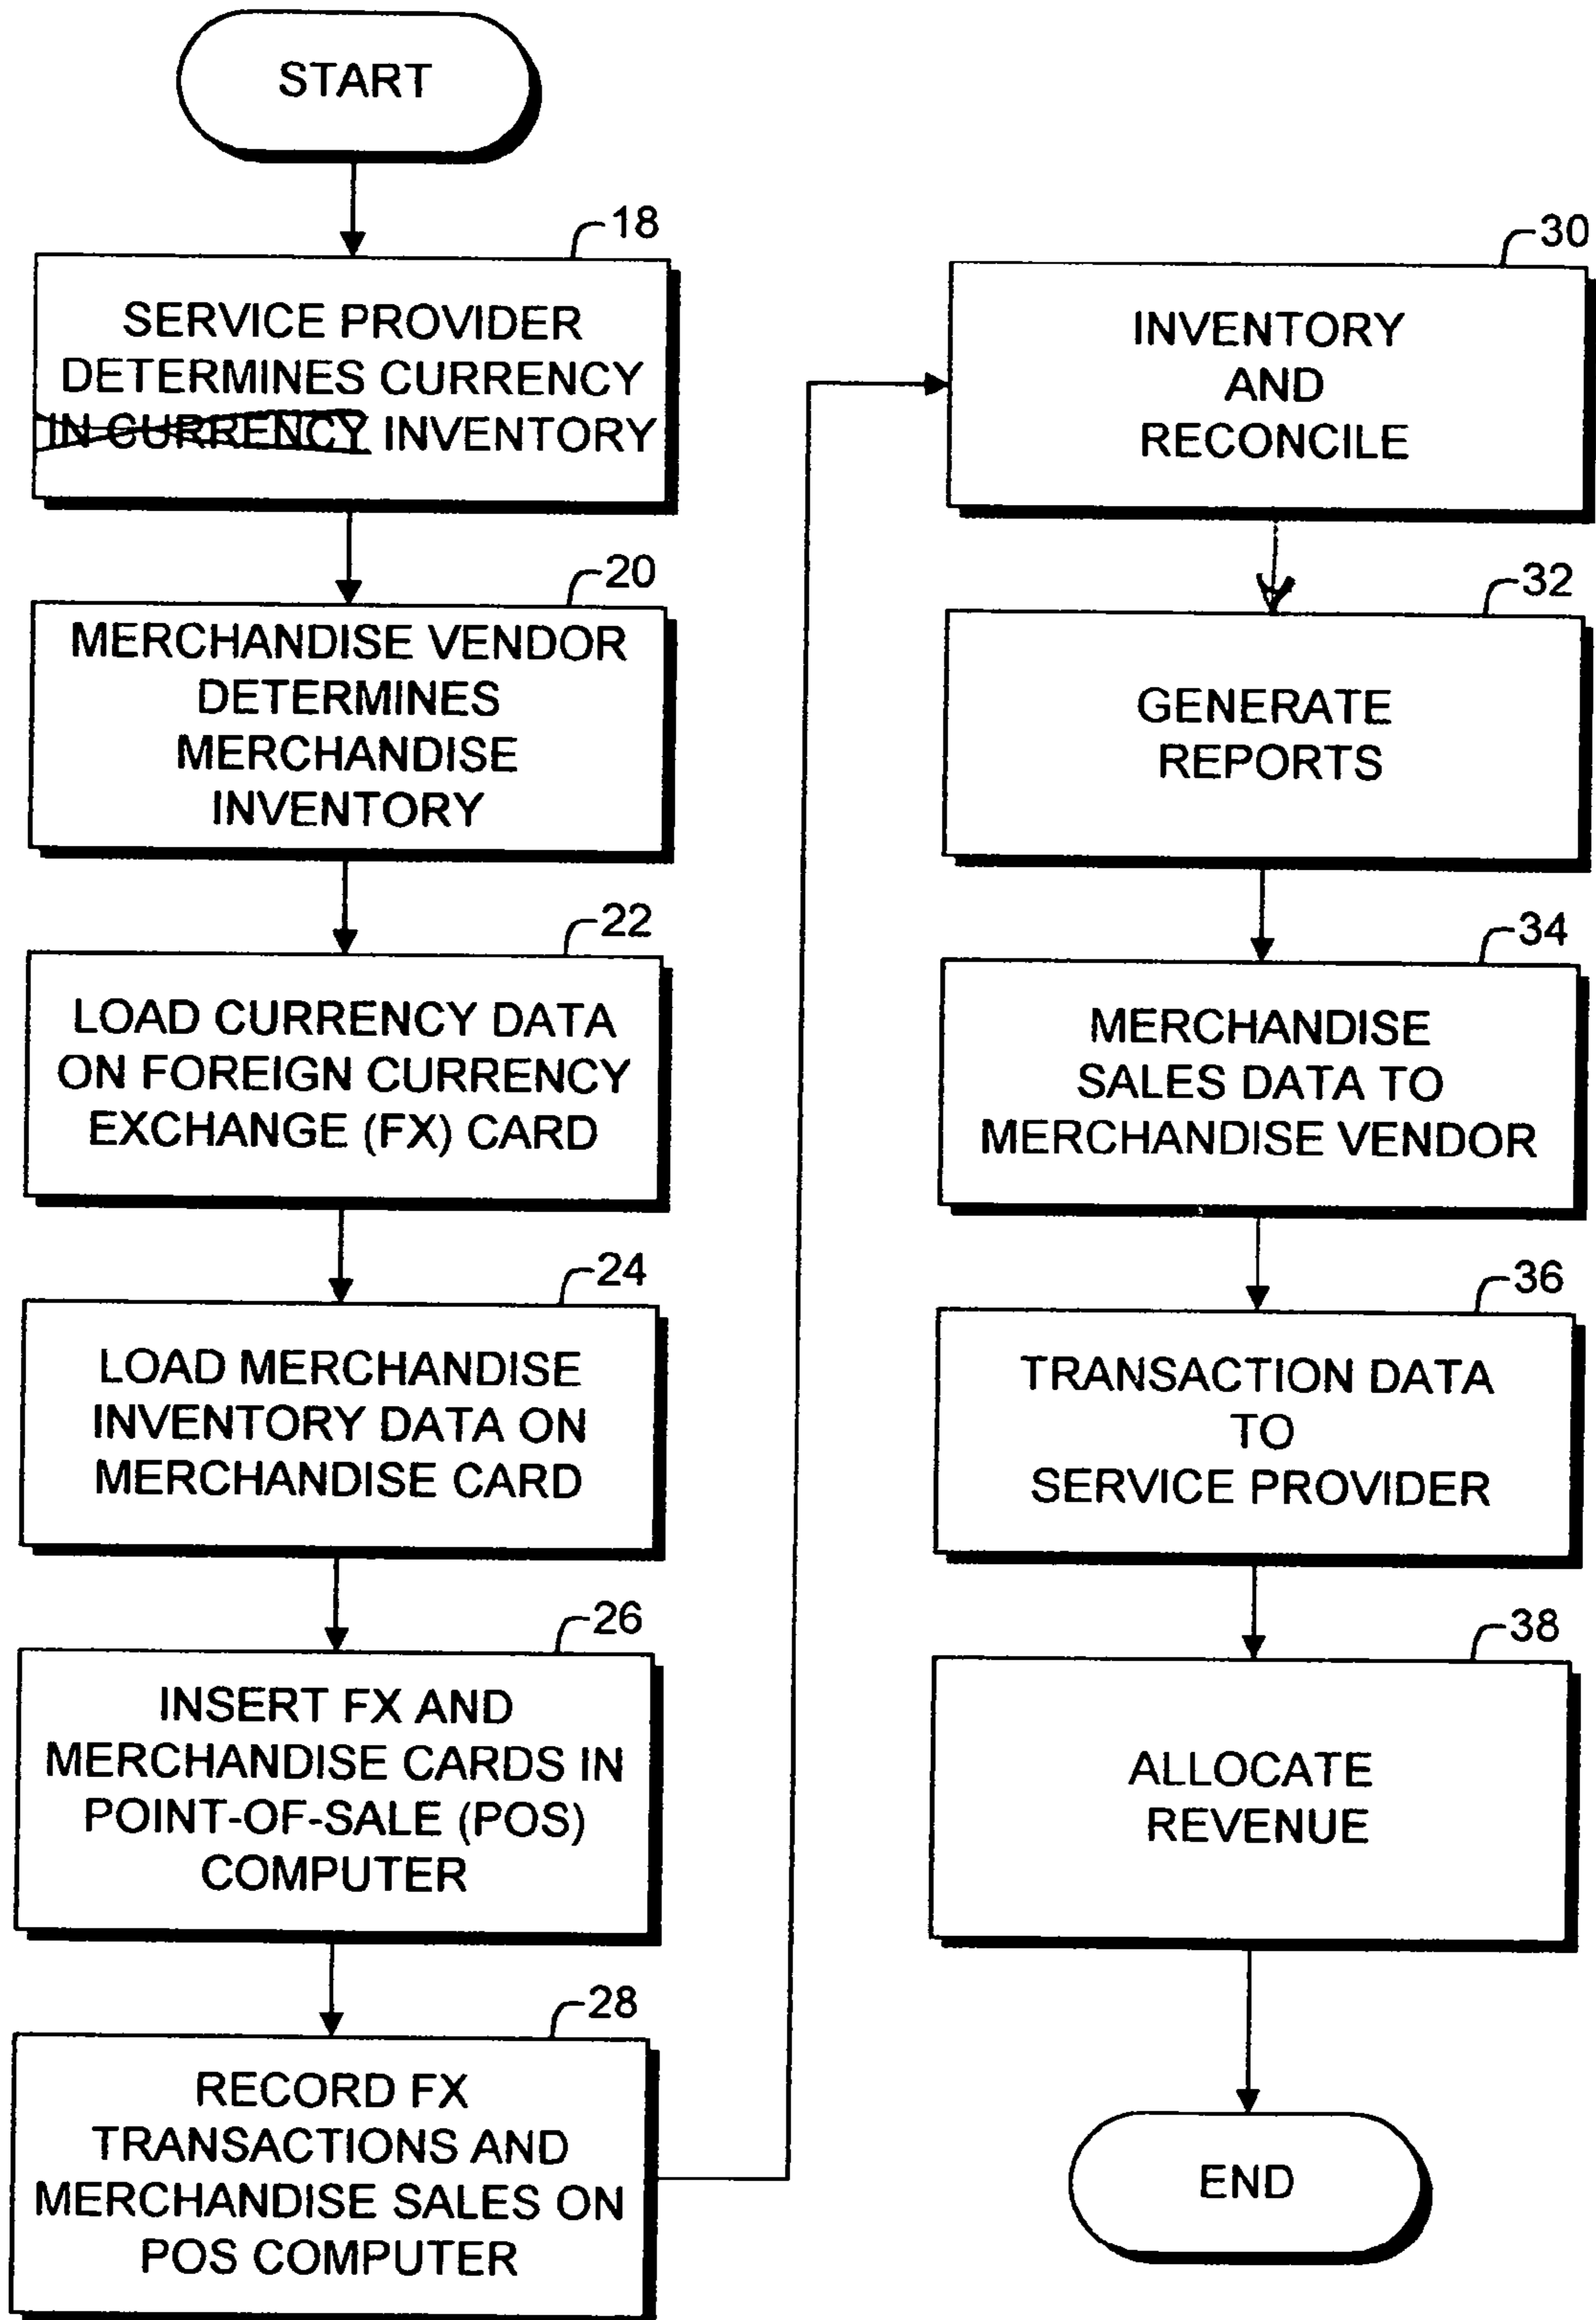 START
18
SERVICE PROVIDER
DETERMINES CURRENCY
IN CURRENCY INVENTORY
20
MERCHANDISE VENDOR
DETERMINES
MERCHANDISE
INVENTORY
22
LOAD CURRENCY DATA
ON FOREIGN CURRENCY
EXCHANGE (FX) CARD
24
LOAD MERCHANDISE
INVENTORY DATA ON
MERCHANDISE CARD
26
INSERT FX AND
MERCHANDISE CARDS IN
POINT-OF-SALE (POS)
COMPUTER
28
RECORD FX
TRANSACTIONS AND
MERCHANDISE SALES ON
POS COMPUTER
30
INVENTORY
AND
RECONCILE
32
GENERATE
REPORTS
34
MERCHANDISE
SALES DATA TO
MERCHANDISE VENDOR
36
TRANSACTION DATA
TO
SERVICE PROVIDER
38
ALLOCATE
REVENUE
END